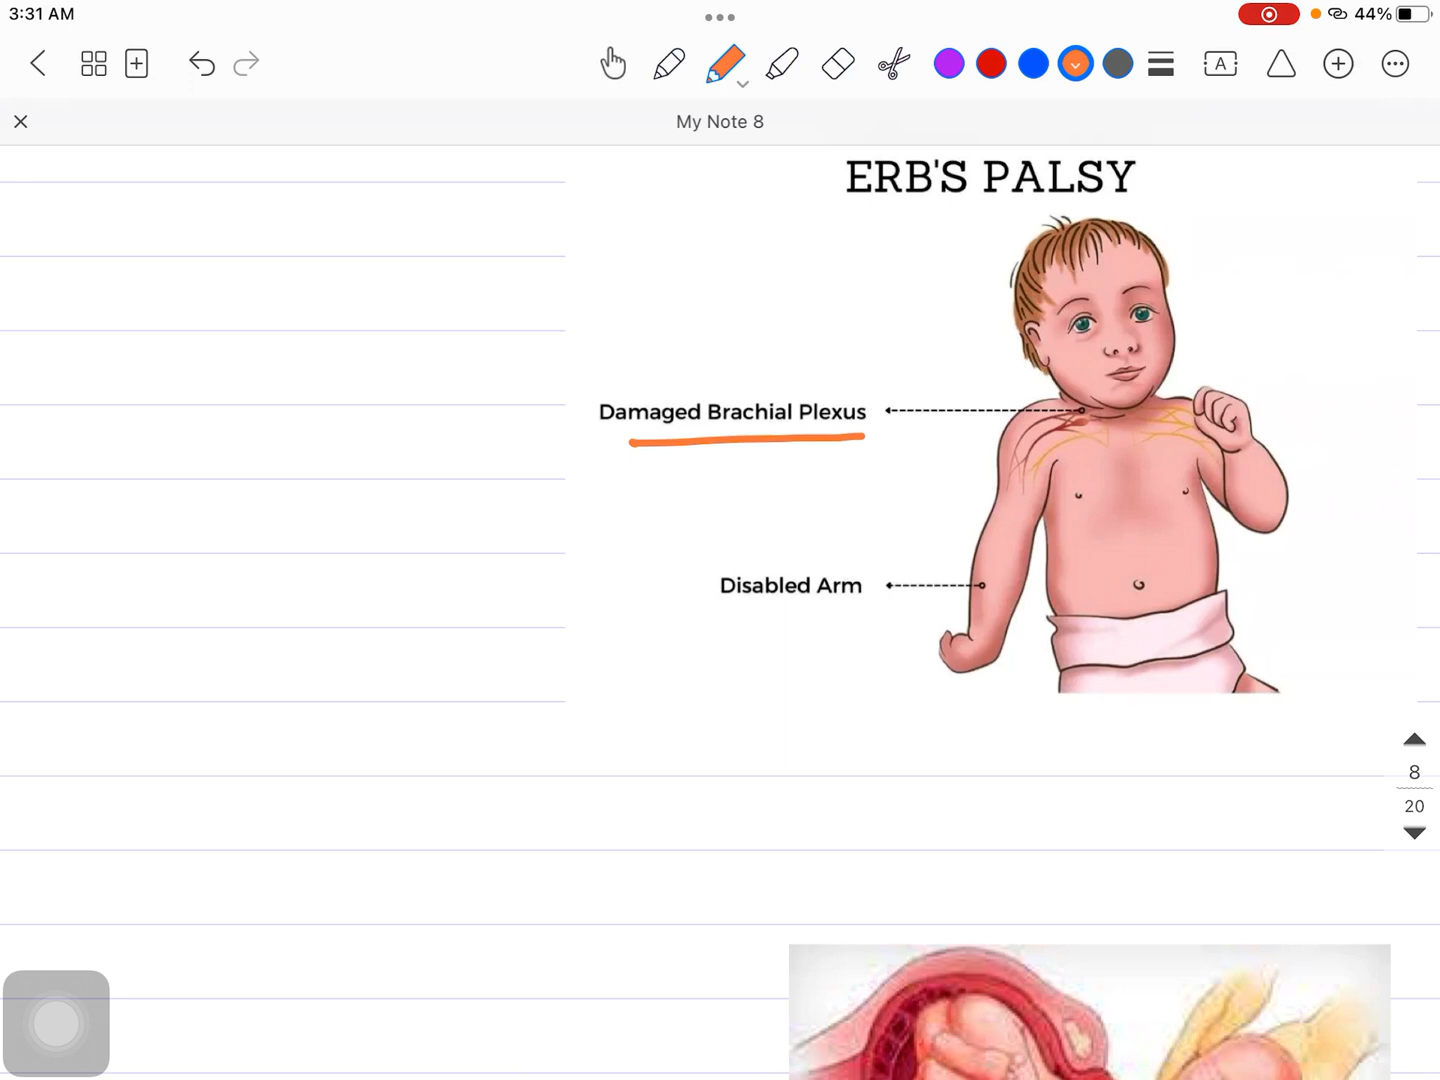 3:31 AM
44%
A
My Note 8
ERB'S PALSY
Damaged Brachial Plexus
Disabled Arm
8
20